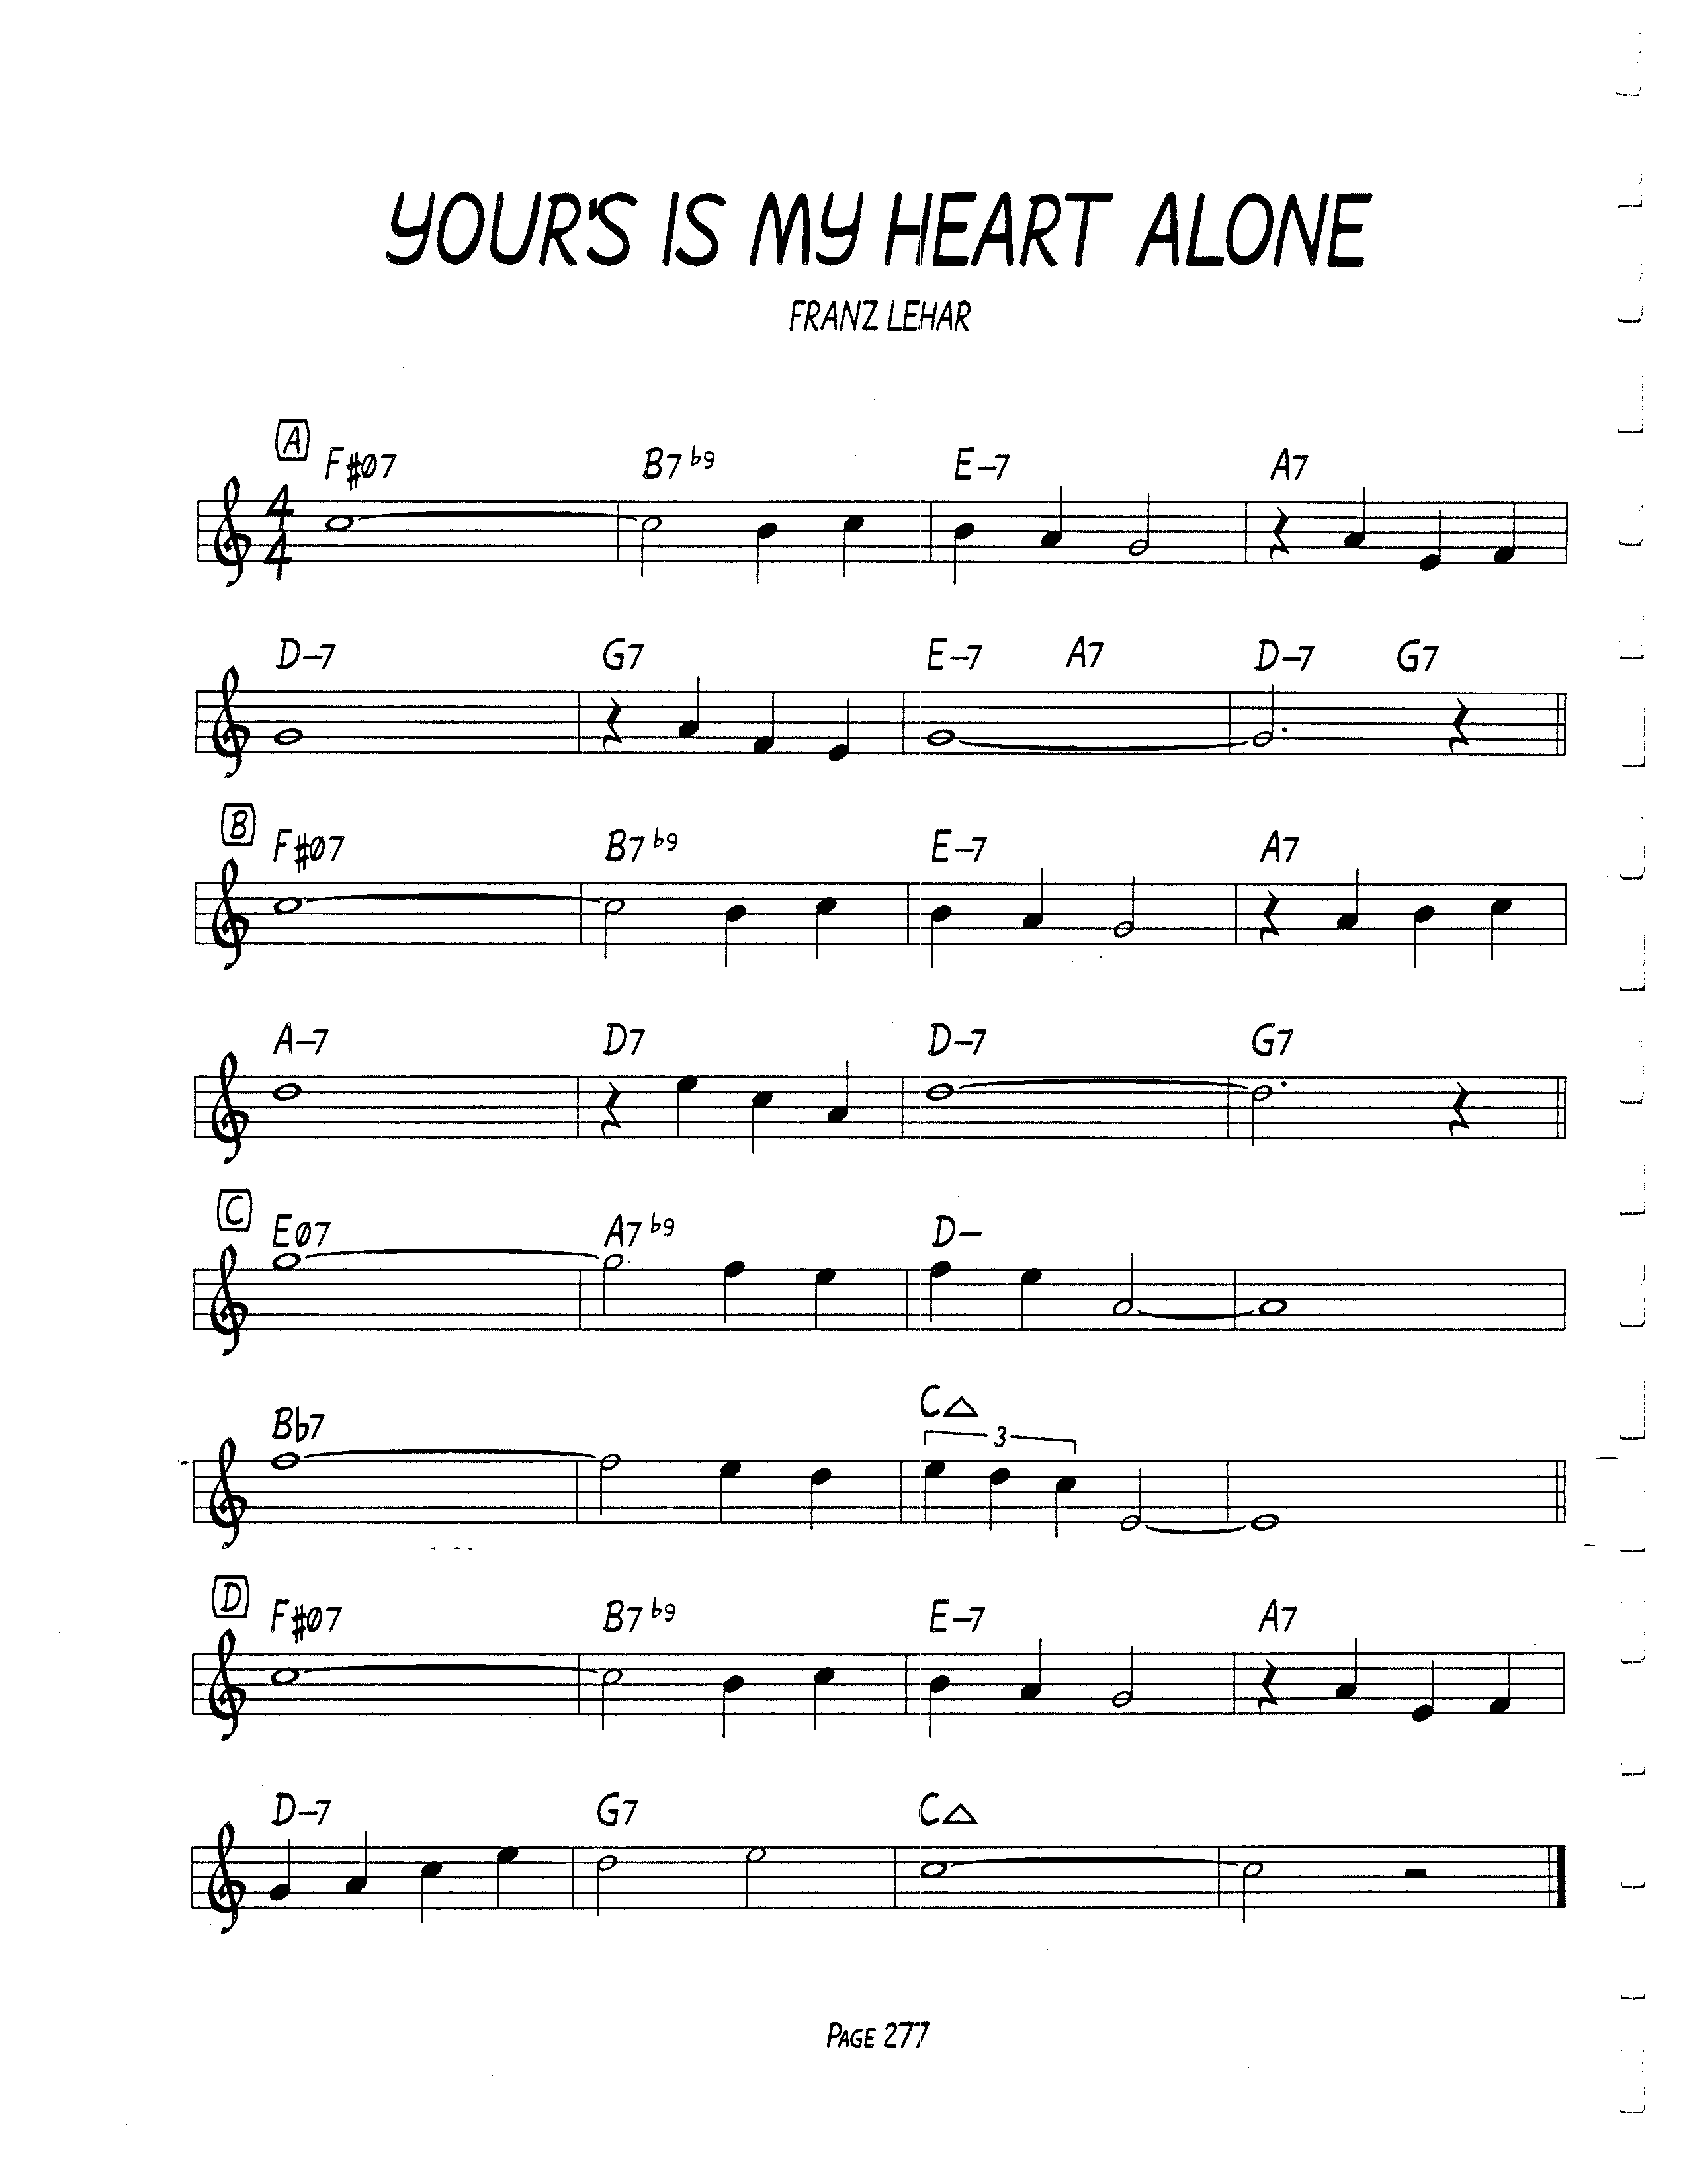 YOUR'S IS MY HEART ALONE
FRANZ LEHAR
A
F#ø7 B7♭9 E-7 A7
4
4
D-7 G7 E-7 A7 D-7 G7
B
F#ø7 B7♭9 E-7 A7
A-7 D7 D-7 G7
C
Eø7 A7♭9 D-
Bb7 C△
3
D
F#ø7 B7♭9 E-7 A7
D-7 G7 C△
PAGE 277